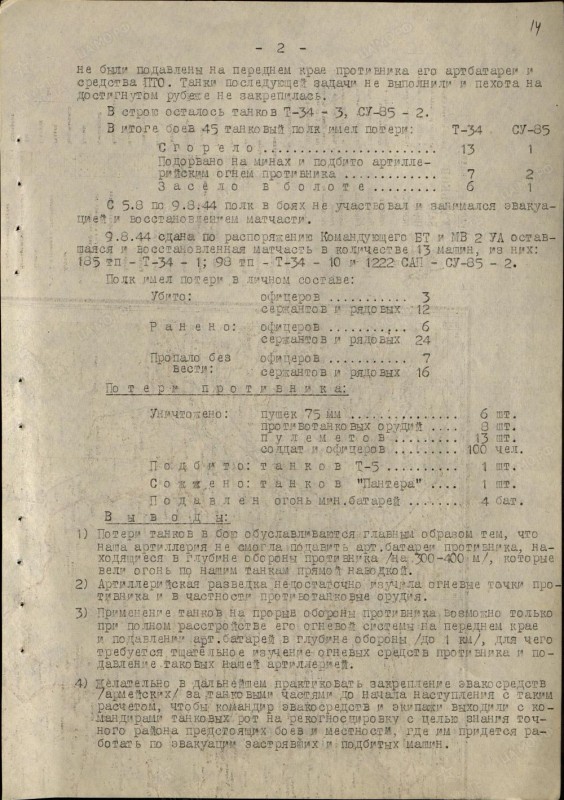 14
- 2 -
не были подавлены на переднем крае противника его артбатареи и
средства ПТО. Танки последующей задачи не выполнили и пехота на
достигнутом рубеже не закрепилась.
В строю осталось танков Т-34 - 3, СУ-85 - 2.
В итоге боев 45 танковый полк имел потери: Т-34 СУ-85
С г о р е л о ........................ 13 1
Подорвано на минах и подбито артилле-
рийским огнем противника ............ 7 2
З а с е л о в б о л о т е ......... 6 1
С 5.8 по 9.8.44 полк в боях не участвовал и занимался эвакуа-
цией и восстановлением матчасти.
9.8.44 сдана по распоряжению Командующего БТ и МВ 2 УА остав-
шаяся и восстановленная матчасть в количестве 13 машин, из них:
185 тп - Т-34 - 1; 98 тп - Т-34 - 10 и 1222 САП - СУ-85 - 2.
Полк имел потери в личном составе:
Убито: офицеров ........... 3
сержантов и рядовых 12
Р а н е н о: офицеров ........... 6
сержантов и рядовых 24
Пропало без офицеров ........... 7
вести: сержантов и рядовых 16
П о т е р и п р о т и в н и к а:
Уничтожено: пушек 75 мм ............... 6 шт.
противотанковых орудий .... 8 шт.
п у л е м е т о в ......... 13 шт.
солдат и офицеров ......... 100 чел.
П о д б и т о: т а н к о в Т-5 ..... 1 шт.
С о ж ж е н о: т а н к о в "Пантера" .... 1 шт.
П о д а в л е н огонь мин.батарей ........ 4 бат.
В ы в о д ы:
1) Потери танков в бою обуславливаются главным образом тем, что
наша артиллерия не смогла подавить арт.батареи противника, на-
ходящиеся в глубине обороны противника /на 300-400 м/, которые
вели огонь по нашим танкам прямой наводкой.
2) Артиллерийская разведка недостаточно изучила огневые точки про-
тивника и в частности противотанковые орудия.
3) Применение танков на прорыв обороны противника возможно только
при полном расстройстве его огневой системы на переднем крае
и подавлении арт.батарей в глубине обороны /до 1 км/, для чего
требуется тщательное изучение огневых средств противника и по-
давление таковых нашей артиллерией.
4) Желательно в дальнейшем практиковать закрепление эвакосредств
/армейских/ за танковыми частями до начала наступления с таким
расчетом, чтобы командир эвакосредств и экипажи выходили с ко-
мандирами танковых рот на рекогносцировку с целью знания точ-
ного района предстоящих боев и местности, где им придется ра-
ботать по эвакуации застрявших и подбитых машин.